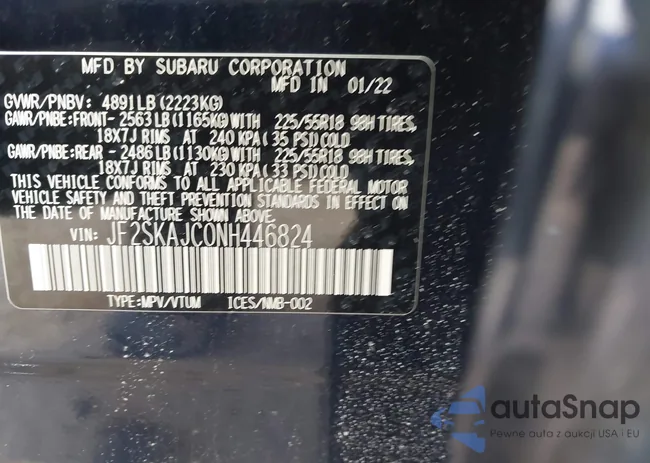 MFD BY SUBARU CORPORATION
MFD IN 01/22
GVWR/PNBV: 4891LB(2223KG)
GAWR/PNBE:FRONT-2563LB(1165KG)WITH 225/55R18 98H TIRES,
18X7J RIMS AT 240 KPA(35 PSI)COLD
GAWR/PNBE:REAR -2486LB(1130KG)WITH 225/55R18 98H TIRES,
18X7J RIMS AT 230 KPA(33 PSI)COLD
THIS VEHICLE CONFORMS TO ALL APPLICABLE FEDERAL MOTOR
VEHICLE SAFETY AND THEFT PREVENTION STANDARDS IN EFFECT
ON THE DATE OF MANUFACTURE SHOWN ABOVE.
VIN: JF2SKAJC0NH446824
TYPE:MPV/VTUM ICES/NMB-002
autaSnap
Pewne auta z aukcji USA i EU